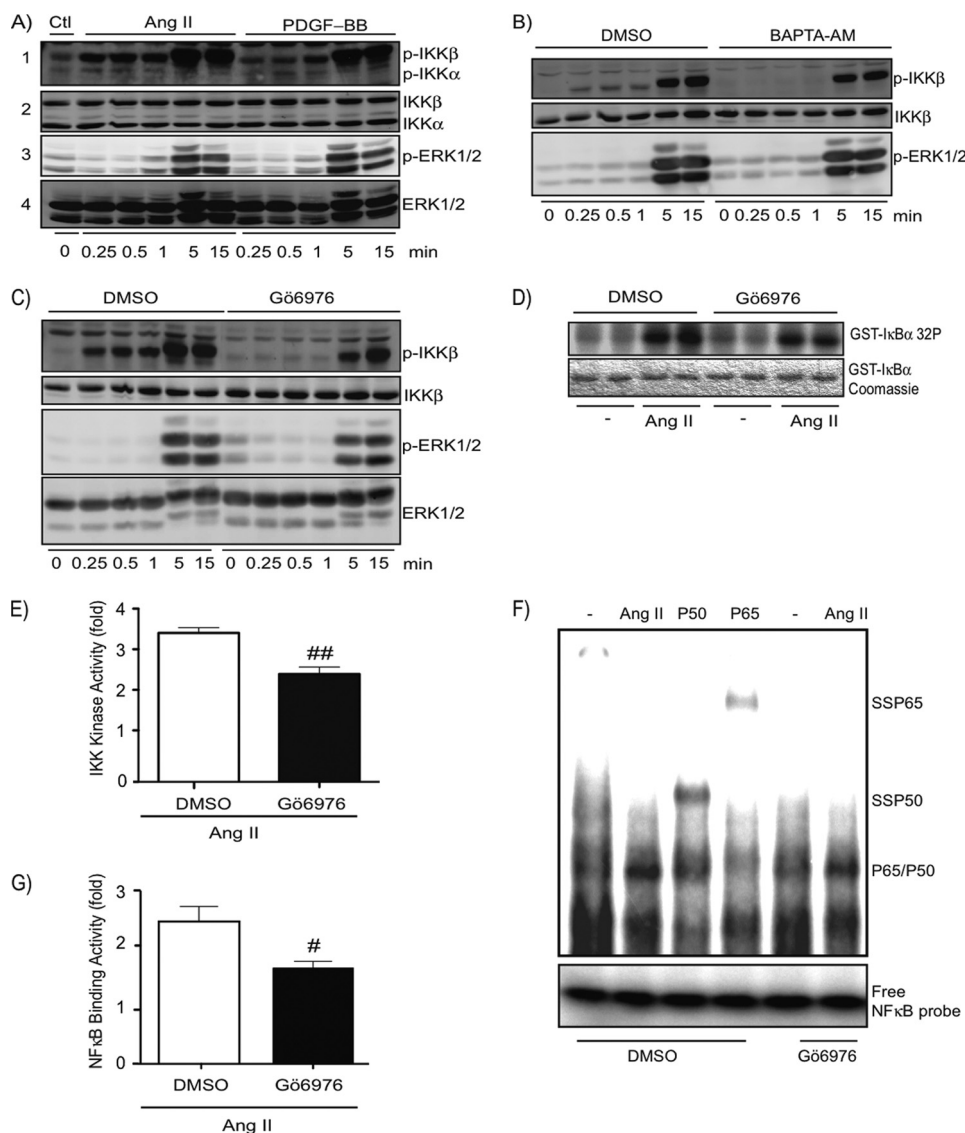 A)
Ctl Ang II PDGF–BB
1 p-IKKβ
p-IKKα
2 IKKβ
IKKα
3 p-ERK1/2
4 ERK1/2
0 0.25 0.5 1 5 15 0.25 0.5 1 5 15 min
B)
DMSO BAPTA-AM
p-IKKβ
IKKβ
p-ERK1/2
0 0.25 0.5 1 5 15 0 0.25 0.5 1 5 15 min
C)
DMSO Gö6976
p-IKKβ
IKKβ
p-ERK1/2
ERK1/2
0 0.25 0.5 1 5 15 0 0.25 0.5 1 5 15 min
D)
DMSO Gö6976
GST-IκBα 32P
GST-IκBα
Coomassie
- Ang II - Ang II
E)
IKK Kinase Activity (fold)
4
3
2
1
0
##
DMSO Gö6976
Ang II
F)
- Ang II P50 P65 - Ang II
SSP65
SSP50
P65/P50
Free
NFκB probe
DMSO Gö6976
G)
NFκB Binding Activity (fold)
3
2
1
0
#
DMSO Gö6976
Ang II